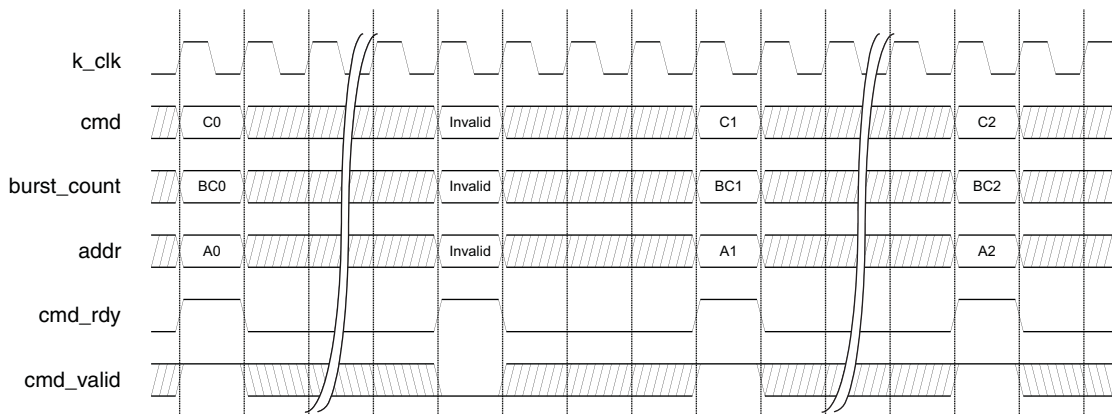 k_clk
cmd C0 Invalid C1 C2
burst_count BC0 Invalid BC1 BC2
addr A0 Invalid A1 A2
cmd_rdy
cmd_valid